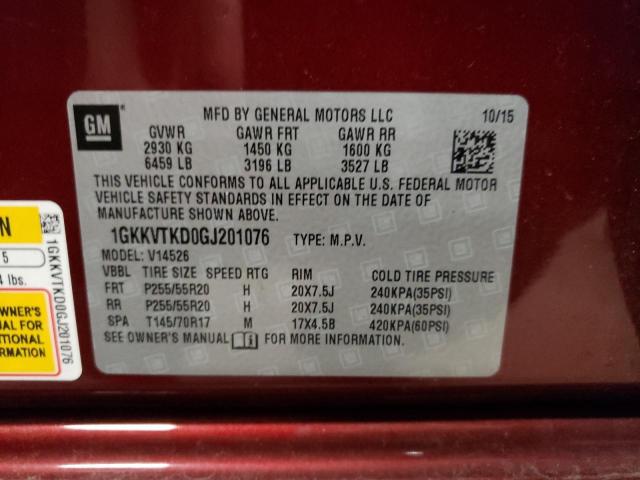 GM
MFD BY GENERAL MOTORS LLC 10/15
GVWR GAWR FRT GAWR RR
2930 KG 1450 KG 1600 KG
6459 LB 3196 LB 3527 LB
THIS VEHICLE CONFORMS TO ALL APPLICABLE U.S. FEDERAL MOTOR
VEHICLE SAFETY STANDARDS IN EFFECT ON THE DATE OF
MANUFACTURE SHOWN ABOVE.
1GKKVTKD0GJ201076 TYPE: M.P.V.
MODEL: V14526
VBBL TIRE SIZE SPEED RTG RIM COLD TIRE PRESSURE
FRT P255/55R20 H 20X7.5J 240KPA(35PSI)
RR P255/55R20 H 20X7.5J 240KPA(35PSI)
SPA T145/70R17 M 17X4.5B 420KPA(60PSI)
SEE OWNER'S MANUAL FOR MORE INFORMATION.
N
5
lbs.
OWNER'S
UAL FOR
ITIONAL
RMATION
1GKKVTKD0GJ201076